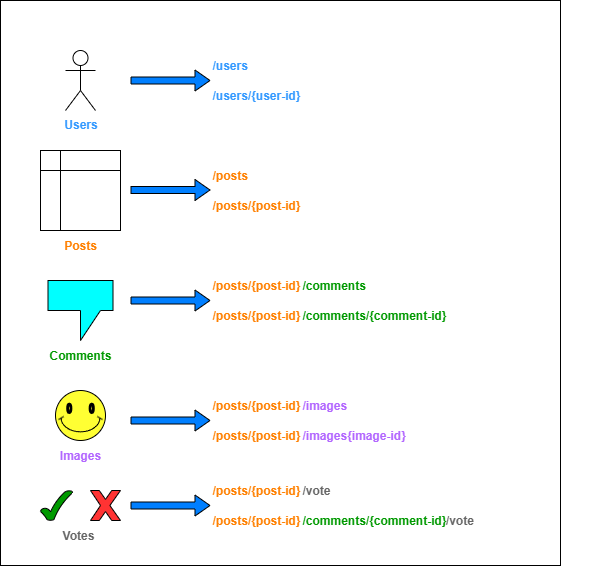 /users
/users/{user-id}
Users
/posts
/posts/{post-id}
Posts
/posts/{post-id}/comments
/posts/{post-id}/comments/{comment-id}
Comments
/posts/{post-id}/images
/posts/{post-id}/images{image-id}
Images
/posts/{post-id}/vote
/posts/{post-id}/comments/{comment-id}/vote
Votes